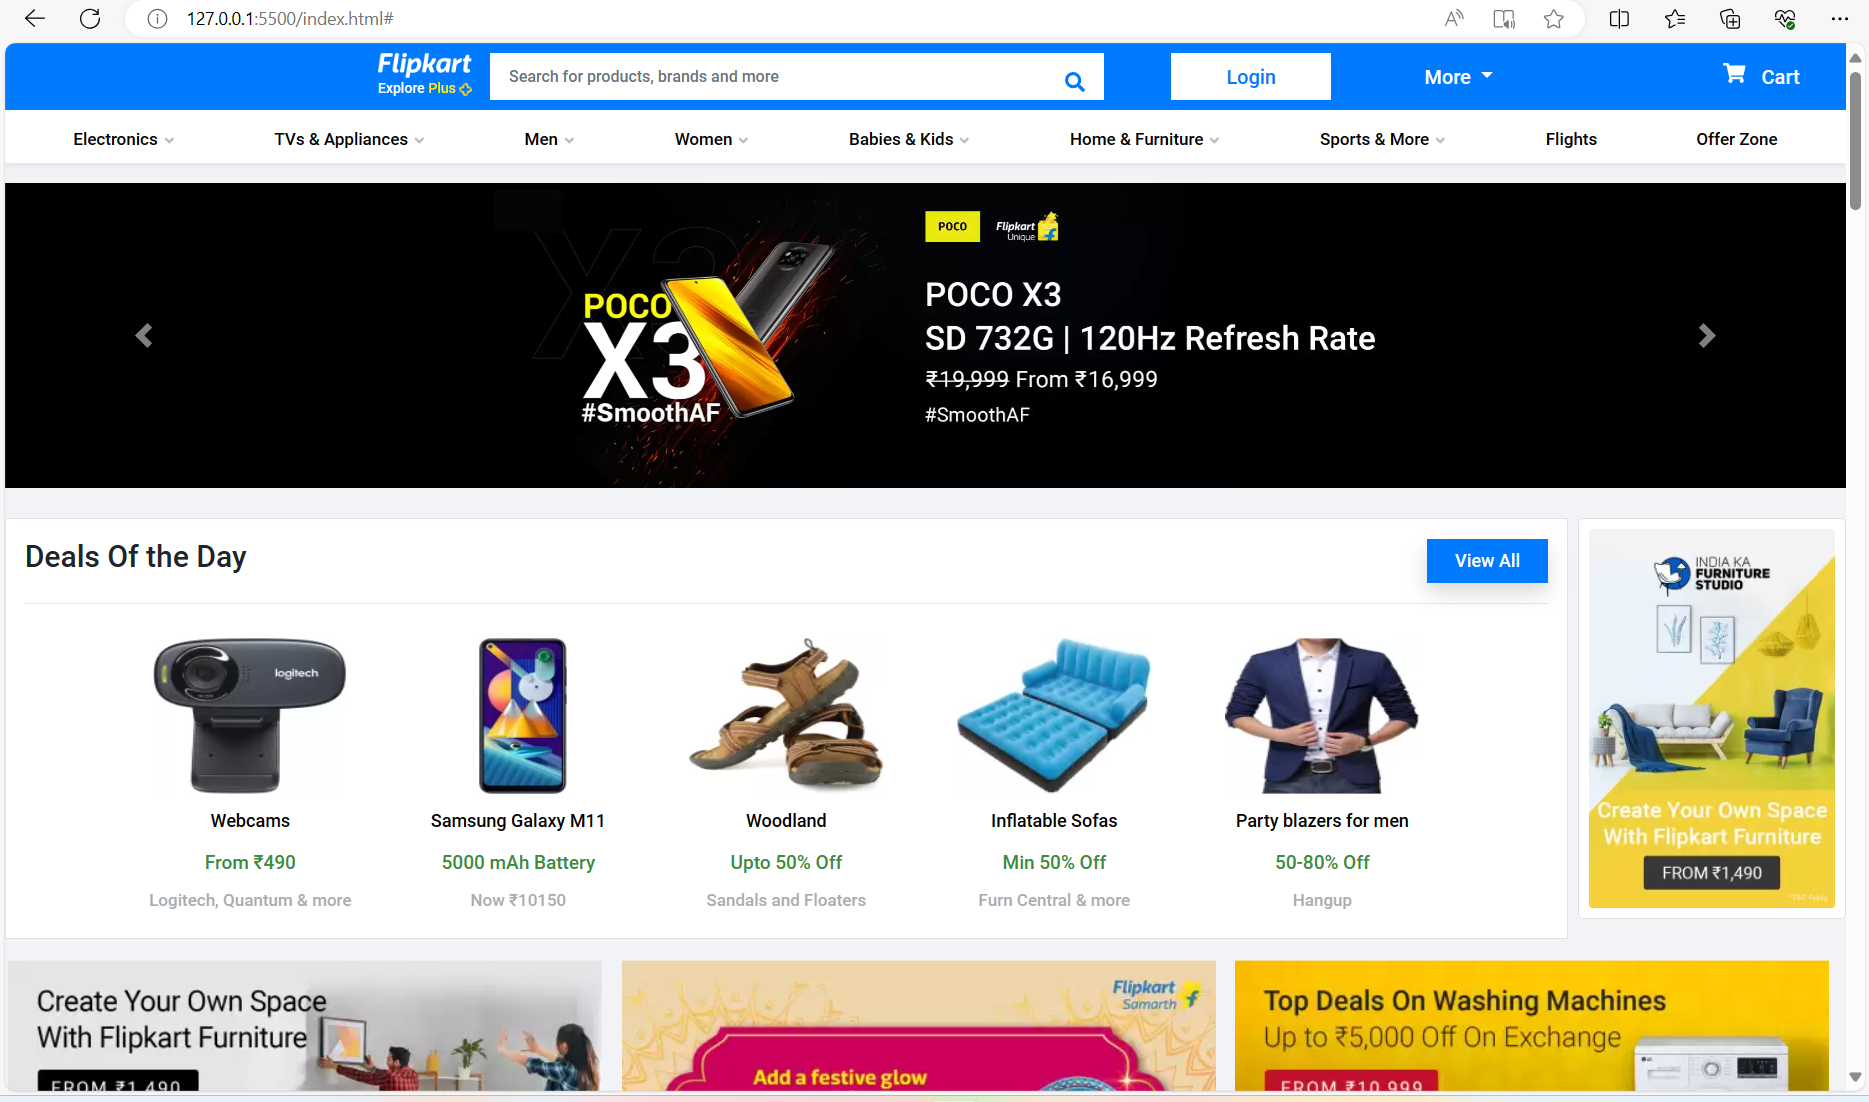 127.0.0.1:5500/index.html#
Flipkart
Explore Plus
Search for products, brands and more
Login
More
Cart
Electronics
TVs & Appliances
Men
Women
Babies & Kids
Home & Furniture
Sports & More
Flights
Offer Zone
POCO
Flipkart
Unique
POCO
X3
#SmoothAF
POCO X3
SD 732G | 120Hz Refresh Rate
₹19,999 From ₹16,999
#SmoothAF
Deals Of the Day
View All
logitech
Webcams
From ₹490
Logitech, Quantum & more
Samsung Galaxy M11
5000 mAh Battery
Now ₹10150
Woodland
Upto 50% Off
Sandals and Floaters
Inflatable Sofas
Min 50% Off
Furn Central & more
Party blazers for men
50-80% Off
Hangup
INDIA KA
FURNITURE
STUDIO
Create Your Own Space
With Flipkart Furniture
FROM ₹1,490
*T&C Apply
Create Your Own Space
With Flipkart Furniture
FROM ₹1,490
Flipkart
Samarth
Add a festive glow
Top Deals On Washing Machines
Up to ₹5,000 Off On Exchange
FROM ₹10,999
LG